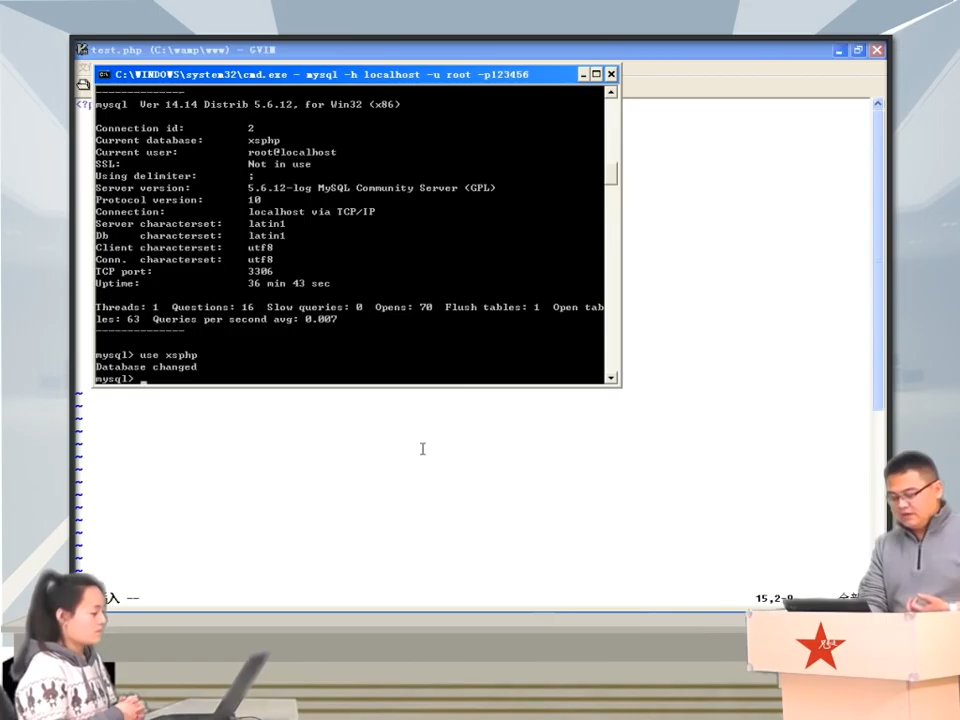 test.php (C:\wamp\www) - GVIM
C:\WINDOWS\system32\cmd.exe - mysql -h localhost -u root -p123456
<?p
--------------
mysql  Ver 14.14 Distrib 5.6.12, for Win32 (x86)
Connection id: 2
Current database: xsphp
Current user: root@localhost
SSL: Not in use
Using delimiter: ;
Server version: 5.6.12-log MySQL Community Server (GPL)
Protocol version: 10
Connection: localhost via TCP/IP
Server characterset: latin1
Db     characterset: latin1
Client characterset: utf8
Conn.  characterset: utf8
TCP port: 3306
Uptime: 36 min 43 sec
Threads: 1  Questions: 16  Slow queries: 0  Opens: 70  Flush tables: 1  Open tab
les: 63  Queries per second avg: 0.007
--------------
mysql> use xsphp
Database changed
mysql> _
入 --
15,2-9